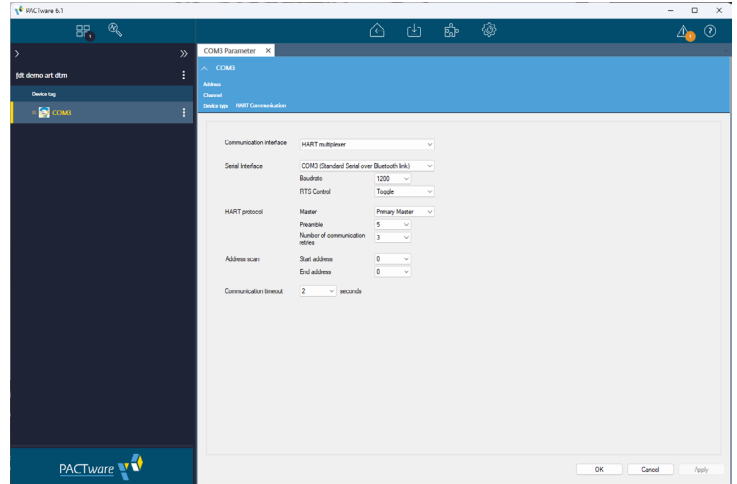 PACTware 6.1
1
1
COM3 Parameter X
fdt demo art dtm
COM3
Address
Channel
Device type HART Communication
Device tag
COM3
Communication interface HART multiplexer
Serial Interface COM3 (Standard Serial over Bluetooth link)
Baudrate 1200
RTS Control Toggle
HART protocol Master Primary Master
Preamble 5
Number of communication retries 3
Address scan Start address 0
End address 0
Communication timeout 2 seconds
PACTware
OK Cancel Apply